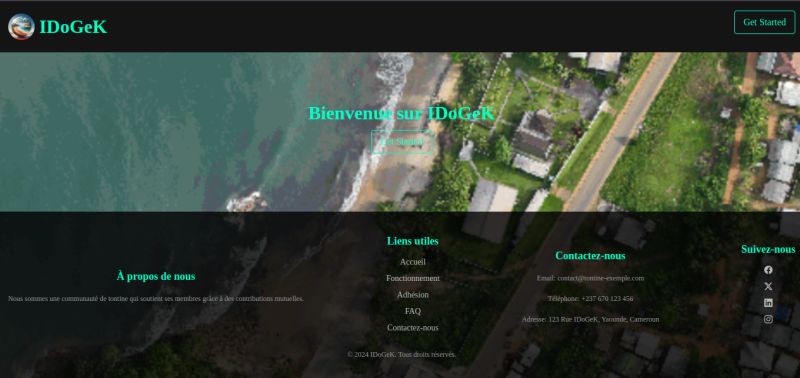 IDoGeK
Get Started
Bienvenue sur IDoGeK
Get Started
À propos de nous
Nous sommes une communauté de tontine qui soutient ses membres grâce à des contributions mutuelles.
Liens utiles
Accueil
Fonctionnement
Adhésion
FAQ
Contactez-nous
Contactez-nous
Email: contact@tontine-exemple.com
Téléphone: +237 670 123 456
Adresse: 123 Rue IDoGeK, Yaounde, Cameroun
Suivez-nous
© 2024 IDoGeK. Tous droits réservés.